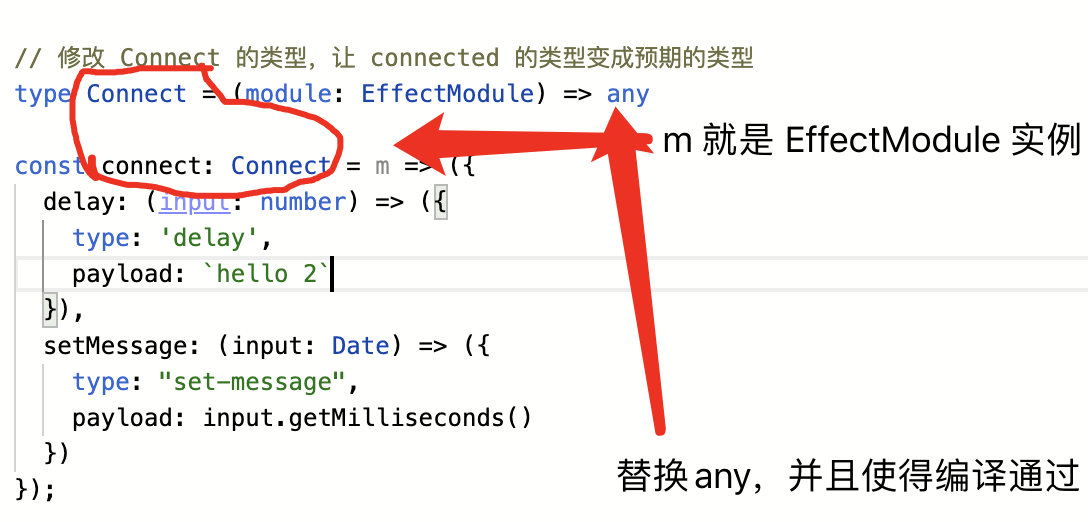 // 修改 Connect 的类型，让 connected 的类型变成预期的类型
type Connect = (module: EffectModule) => any
m 就是 EffectModule 实例
const connect: Connect = m => ({
delay: (input: number) => ({
type: 'delay',
payload: `hello 2`
}),
setMessage: (input: Date) => ({
type: "set-message",
payload: input.getMilliseconds()
})
替换any，并且使得编译通过
});